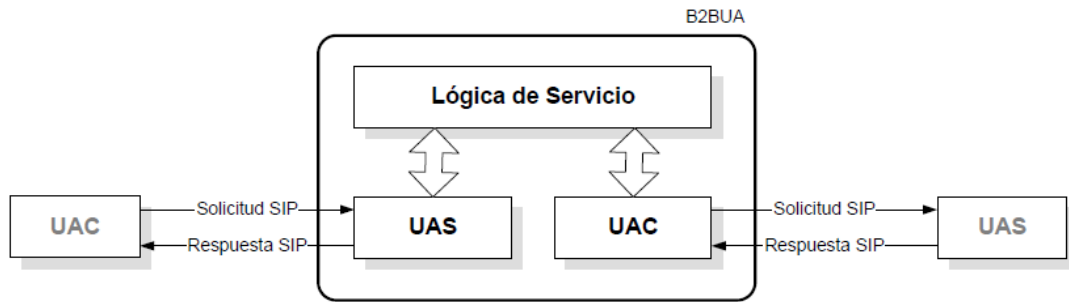 B2BUA
Lógica de Servicio
UAC
Solicitud SIP
Respuesta SIP
UAS
UAC
Solicitud SIP
Respuesta SIP
UAS